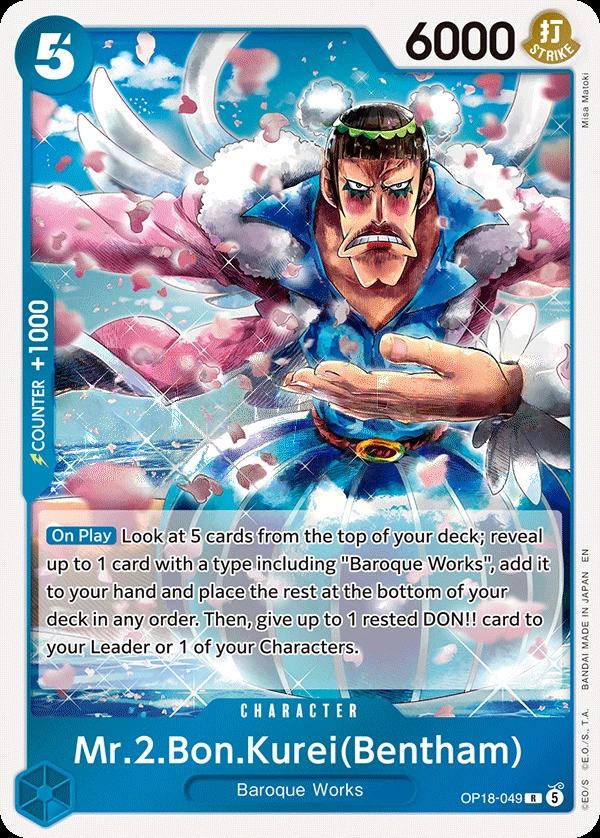 5
6000
打
STRIKE
Misa Matoki
COUNTER +1000
On Play Look at 5 cards from the top of your deck; reveal
up to 1 card with a type including "Baroque Works", add it
to your hand and place the rest at the bottom of your
deck in any order. Then, give up to 1 rested DON!! card to
your Leader or 1 of your Characters.
CHARACTER
Mr.2.Bon.Kurei(Bentham)
Baroque Works
OP18-049 R 5
©EO/S ©E.O./S., T.A. BANDAI MADE IN JAPAN EN